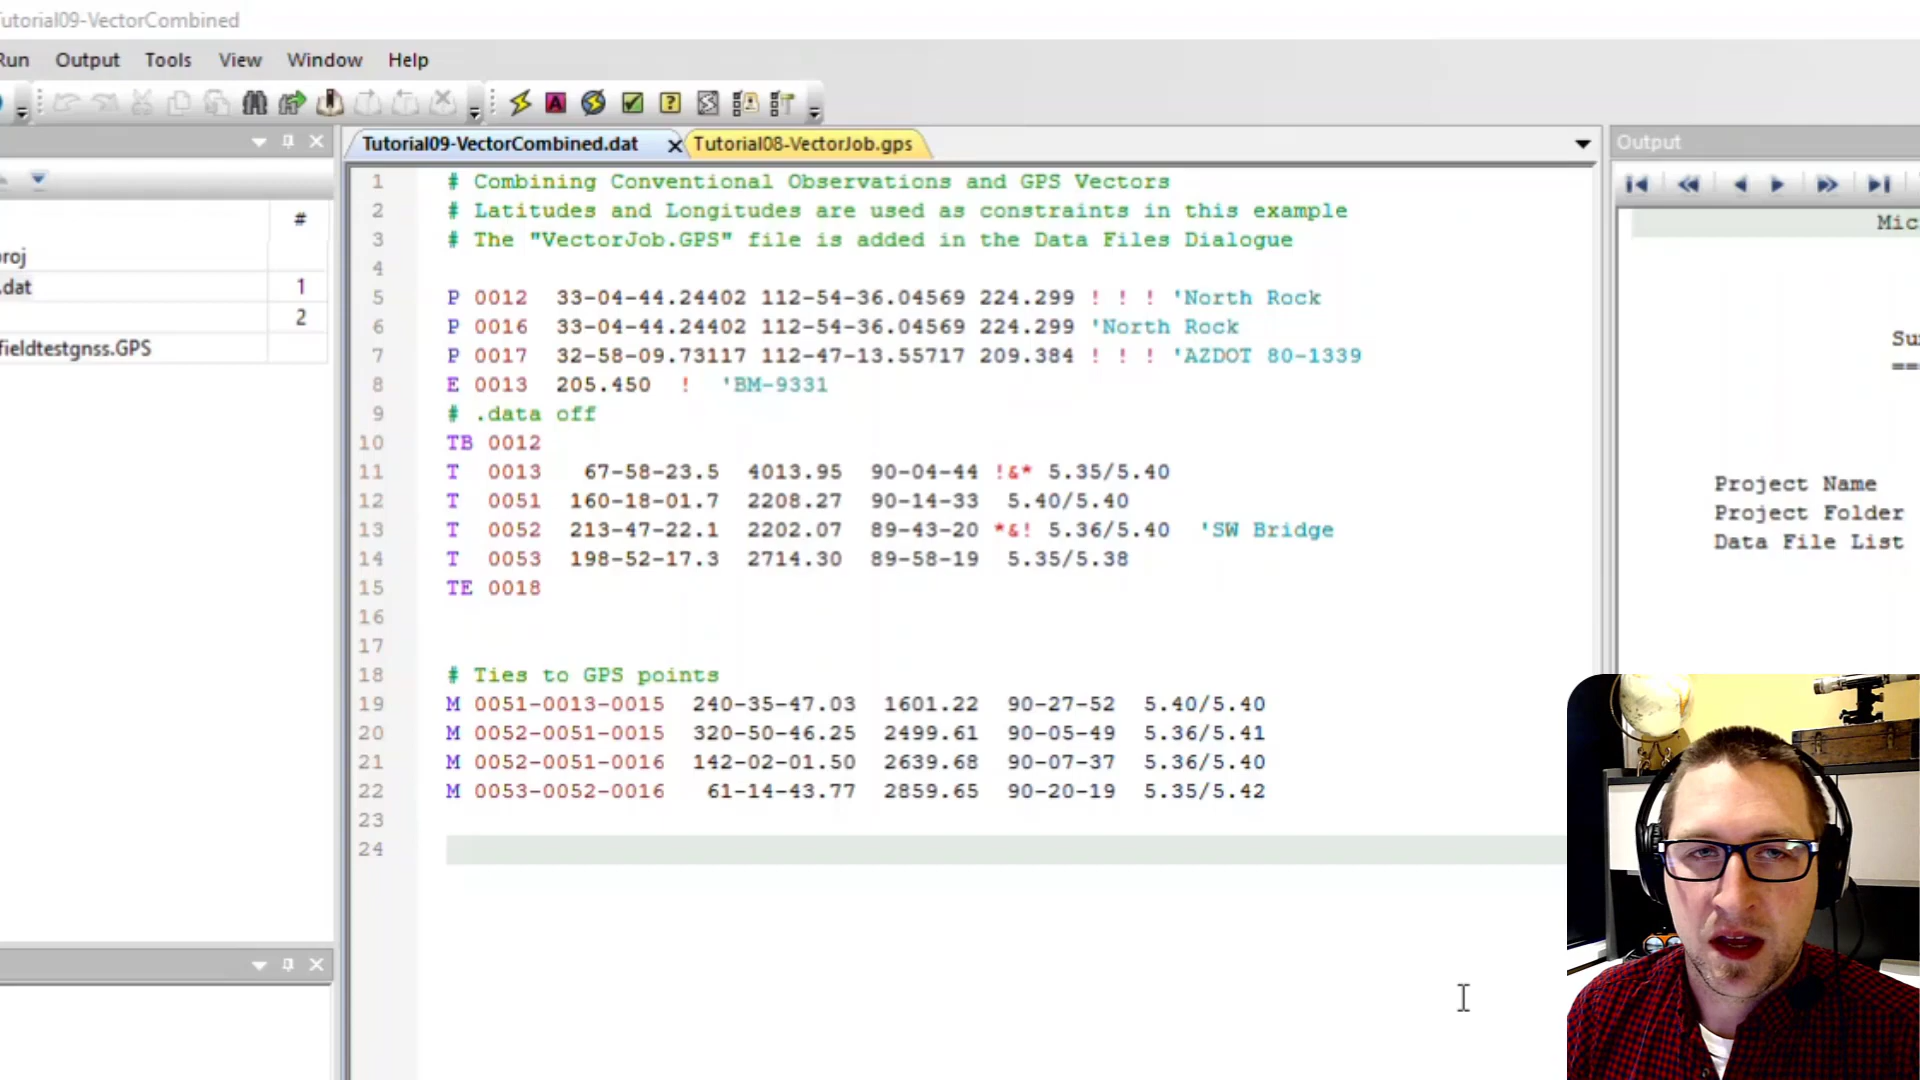 Tutorial09-VectorCombined
Run Output Tools View Window Help
Tutorial09-VectorCombined.dat Tutorial08-VectorJob.gps
Output
#
proj
.dat 1
2
fieldtestgnss.GPS
1 # Combining Conventional Observations and GPS Vectors
2 # Latitudes and Longitudes are used as constraints in this example
3 # The "VectorJob.GPS" file is added in the Data Files Dialogue
4
5 P 0012 33-04-44.24402 112-54-36.04569 224.299 ! ! ! 'North Rock
6 P 0016 33-04-44.24402 112-54-36.04569 224.299 'North Rock
7 P 0017 32-58-09.73117 112-47-13.55717 209.384 ! ! ! 'AZDOT 80-1339
8 E 0013 205.450 ! 'BM-9331
9 # .data off
10 TB 0012
11 T 0013 67-58-23.5 4013.95 90-04-44 !&* 5.35/5.40
12 T 0051 160-18-01.7 2208.27 90-14-33 5.40/5.40
13 T 0052 213-47-22.1 2202.07 89-43-20 *&! 5.36/5.40 'SW Bridge
14 T 0053 198-52-17.3 2714.30 89-58-19 5.35/5.38
15 TE 0018
16
17
18 # Ties to GPS points
19 M 0051-0013-0015 240-35-47.03 1601.22 90-27-52 5.40/5.40
20 M 0052-0051-0015 320-50-46.25 2499.61 90-05-49 5.36/5.41
21 M 0052-0051-0016 142-02-01.50 2639.68 90-07-37 5.36/5.40
22 M 0053-0052-0016 61-14-43.77 2859.65 90-20-19 5.35/5.42
23
24
Mic
Su
==
Project Name
Project Folder
Data File List